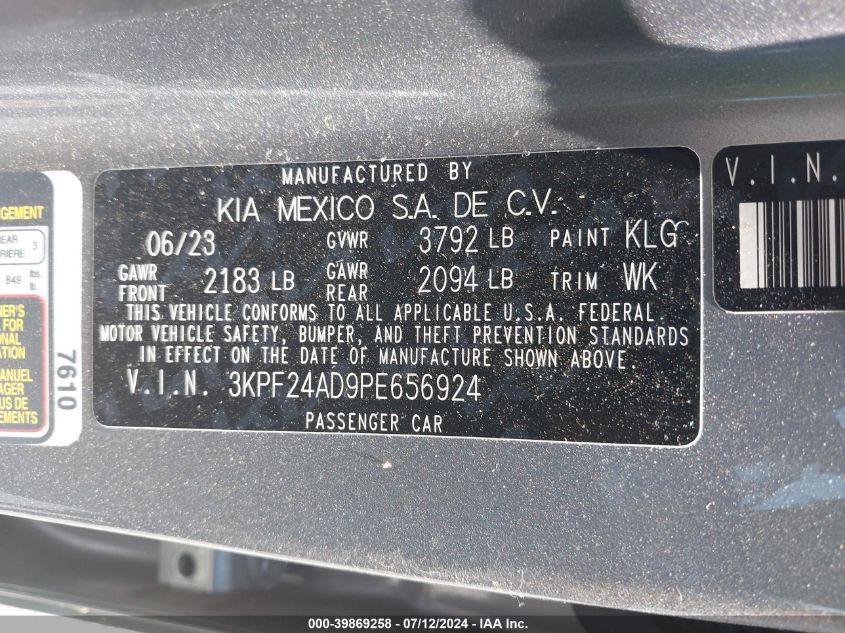 MANUFACTURED BY
KIA MEXICO S.A. DE C.V.
06/23 GVWR 3792 LB PAINT KLG
GAWR FRONT 2183 LB GAWR REAR 2094 LB TRIM WK
THIS VEHICLE CONFORMS TO ALL APPLICABLE U.S.A. FEDERAL
MOTOR VEHICLE SAFETY, BUMPER, AND THEFT PREVENTION STANDARDS
IN EFFECT ON THE DATE OF MANUFACTURE SHOWN ABOVE.
V.I.N. 3KPF24AD9PE656924
PASSENGER CAR
V.I.N.
3
849 lbs
7610
000-39869258 - 07/12/2024 - IAA Inc.